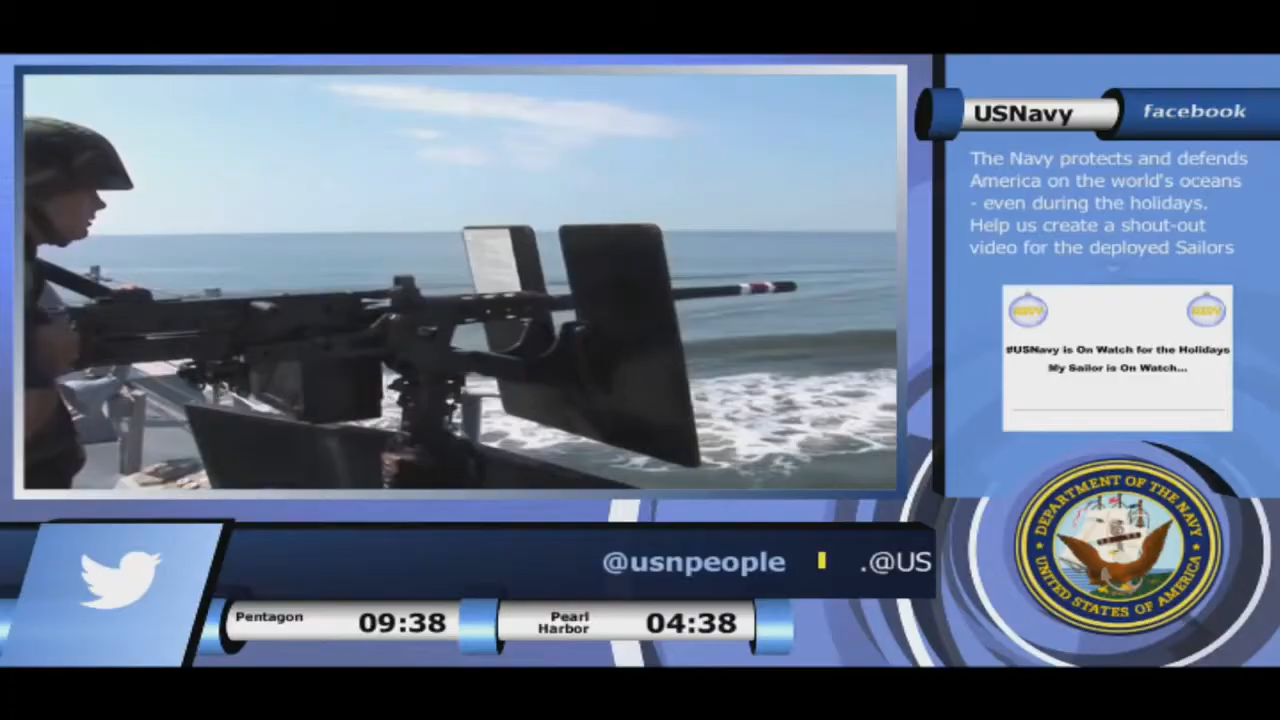 USNavy
facebook
The Navy protects and defends
America on the world's oceans
- even during the holidays.
Help us create a shout-out
video for the deployed Sailors
#USNavy is On Watch for the Holidays
My Sailor is On Watch...
DEPARTMENT OF THE NAVY
UNITED STATES OF AMERICA
@usnpeople
.@US
Pentagon
09:38
Pearl
Harbor
04:38